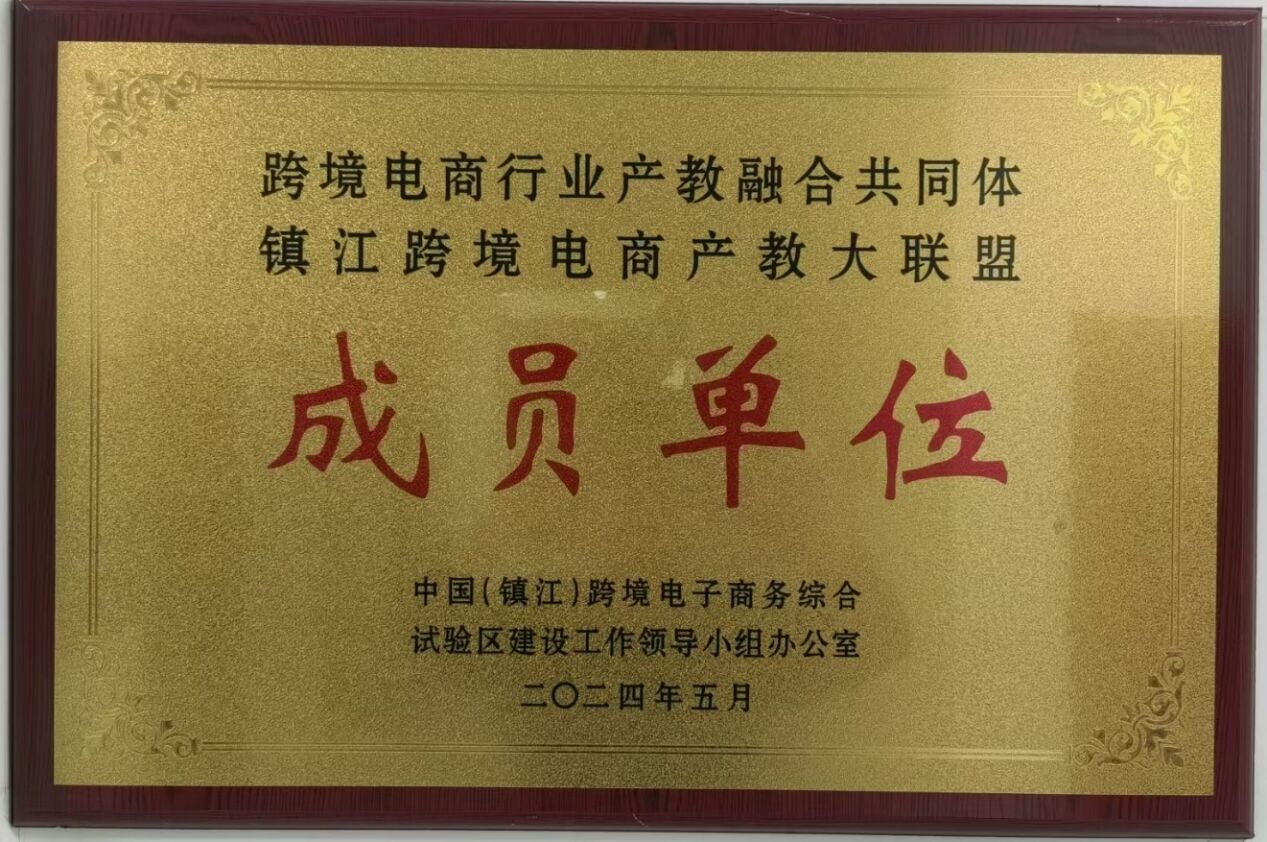 跨境电商行业产教融合共同体
镇江跨境电商产教大联盟
成员单位
中国(镇江)跨境电子商务综合
试验区建设工作领导小组办公室
二〇二四年五月